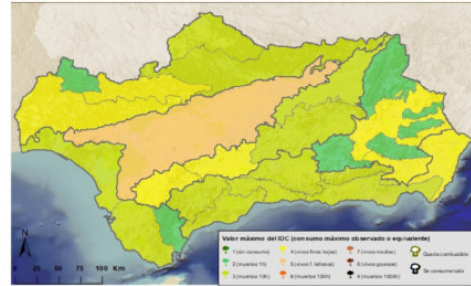 N
0 25 50 75 100 Km
Valor máximo del IDC (consumo máximo observado o equivalente)
1 (sin consumo) 4 (vivos finos hojas) 7 (vivos medios) Queda combustible
2 (muertos 1h) 5 (vivos f. leñosos) 8 (vivos gruesos) Se consume todo
3 (muertos 10h) 6 (muertos 100h) 9 (muertos 1000h)